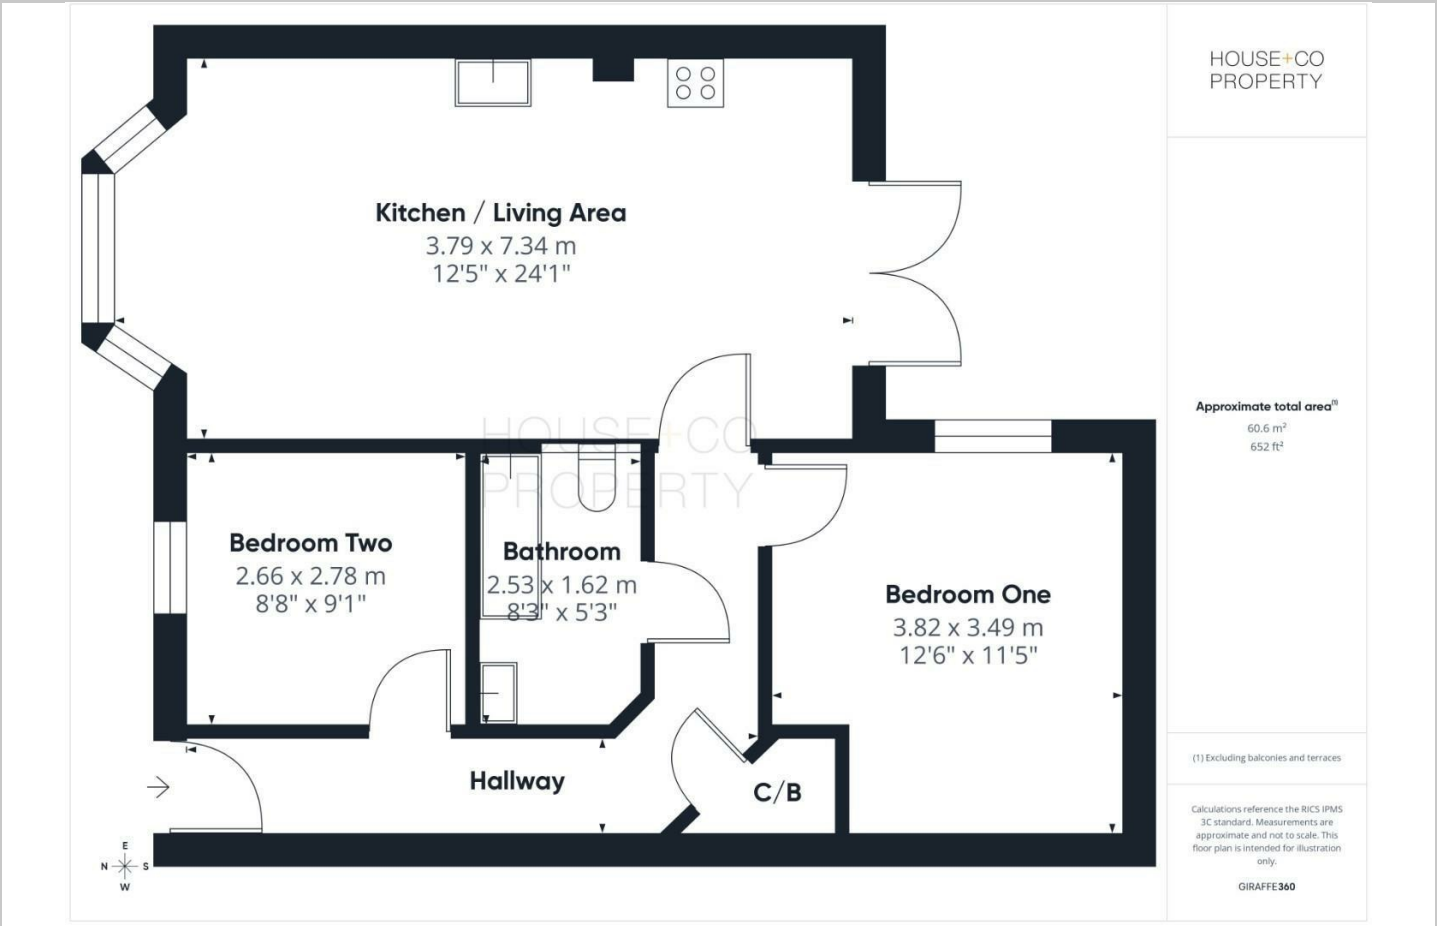 HOUSE+CO
PROPERTY
Kitchen / Living Area
3.79 x 7.34 m
12'5" x 24'1"
HOUSE+CO
PROPERTY
Bedroom Two
2.66 x 2.78 m
8'8" x 9'1"
Bathroom
2.53 x 1.62 m
8'3" x 5'3"
Bedroom One
3.82 x 3.49 m
12'6" x 11'5"
Hallway
C/B
E
N S
W
Approximate total area(1)
60.6 m²
652 ft²
(1) Excluding balconies and terraces
Calculations reference the RICS IPMS
3C standard. Measurements are
approximate and not to scale. This
floor plan is intended for illustration
only.
GIRAFFE360